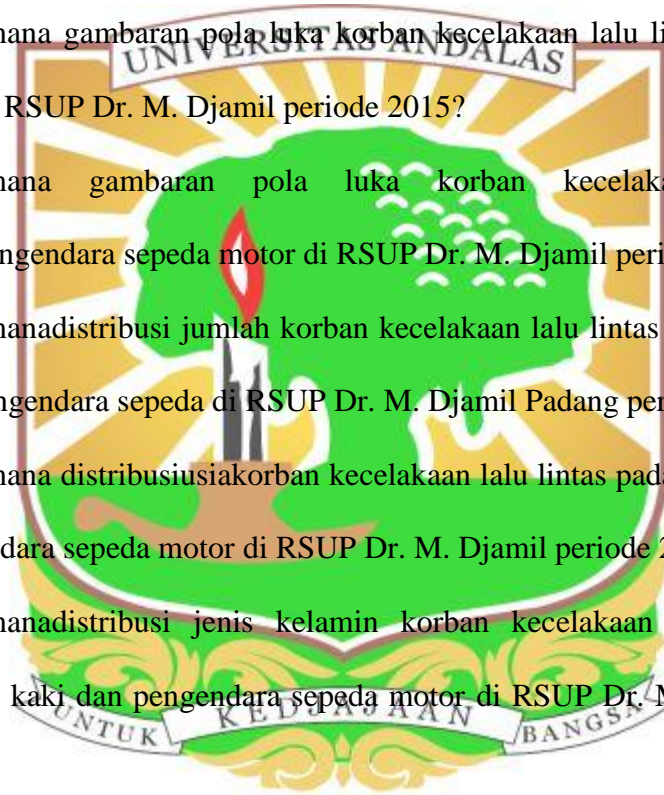 mana gambaran pola luka korban kecelakaan lalu li
UNIVERSITAS ANDALAS
RSUP Dr. M. Djamil periode 2015?
mana gambaran pola luka korban kecelaka
ngendara sepeda motor di RSUP Dr. M. Djamil peri
manadistribusi jumlah korban kecelakaan lalu lintas
ngendara sepeda di RSUP Dr. M. Djamil Padang per
mana distribusiusiakorban kecelakaan lalu lintas pada
dara sepeda motor di RSUP Dr. M. Djamil periode 2
manadistribusi jenis kelamin korban kecelakaan
kaki dan pengendara sepeda motor di RSUP Dr. M
UNTUK KEDJAJAAN BANGSA